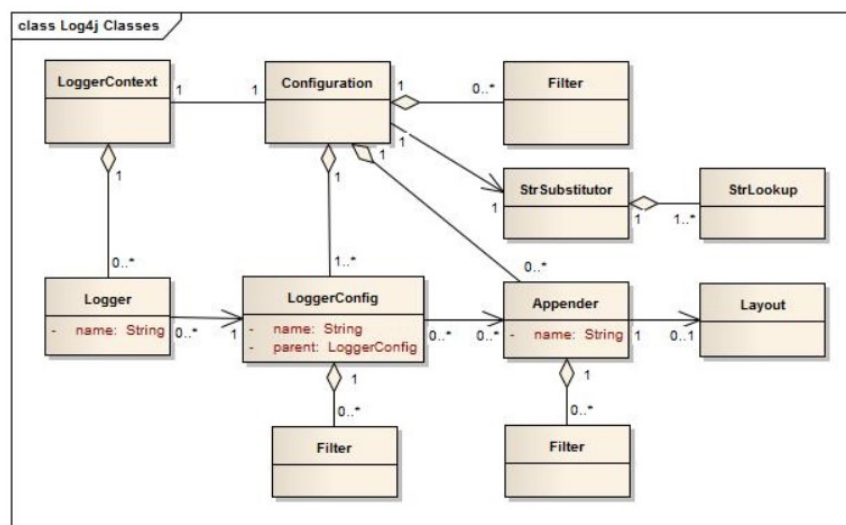 class Log4j Classes
LoggerContext
Configuration
Filter
1
1
1
0..*
1
1
1
1
StrSubstitutor
StrLookup
1
1
1..*
0..*
1..*
0..*
Logger
- name: String
LoggerConfig
- name: String
- parent: LoggerConfig
Appender
- name: String
Layout
0..*
1
0..*
0..*
1
0..1
1
1
0..*
0..*
Filter
Filter